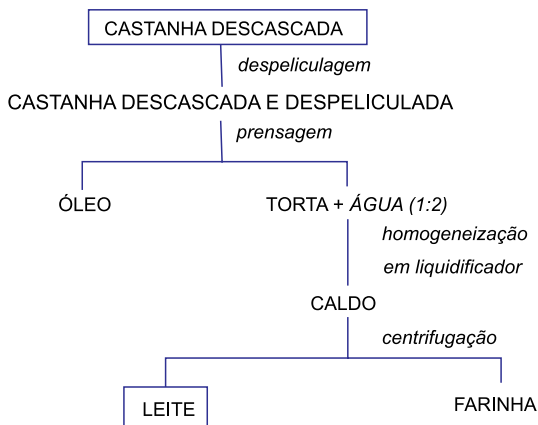 CASTANHA DESCASCADA
despeliculagem
CASTANHA DESCASCADA E DESPELICULADA
prensagem
ÓLEO
TORTA + ÁGUA (1:2)
homogeneização
em liquidificador
CALDO
centrifugação
LEITE
FARINHA